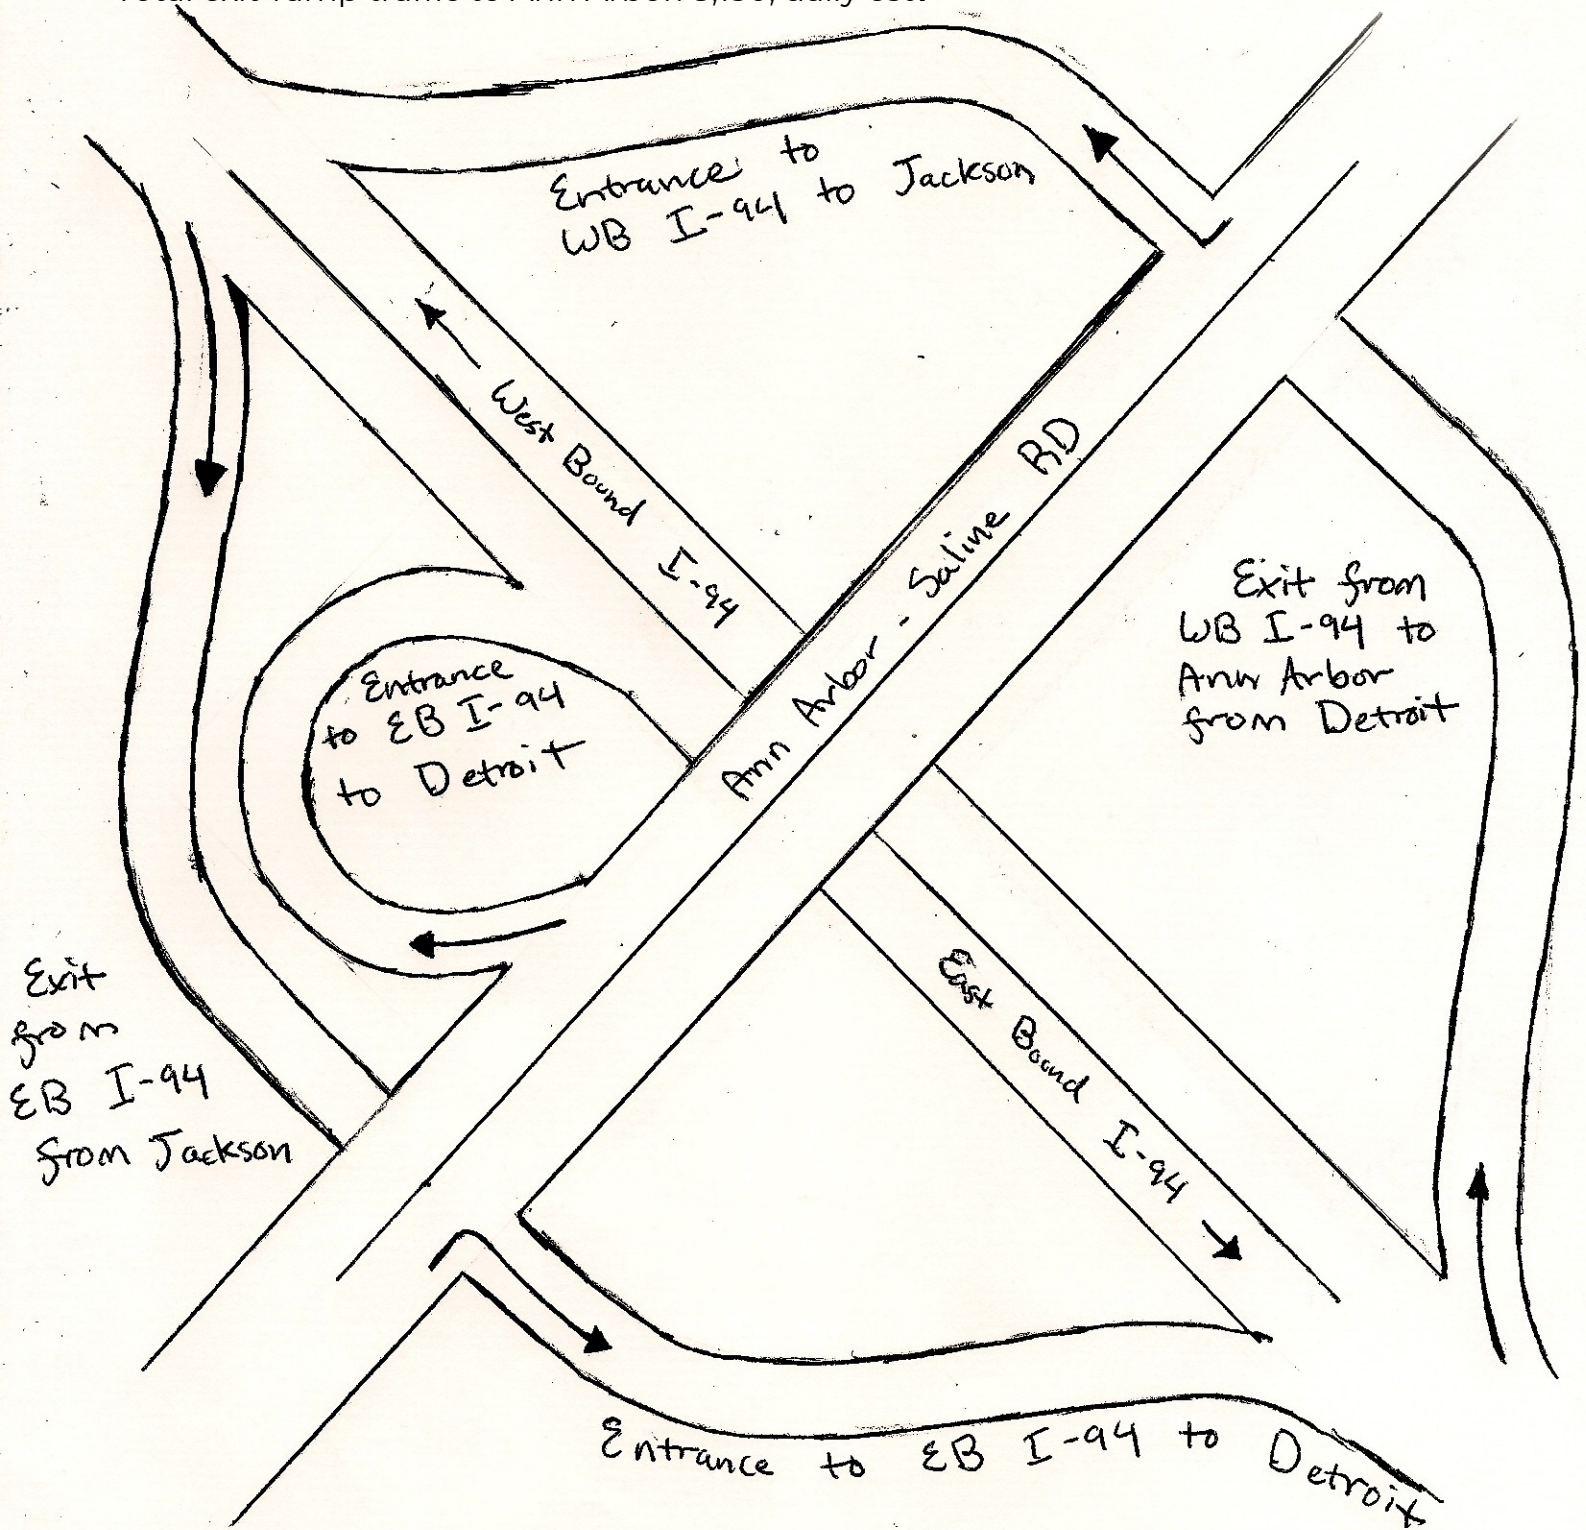 Entrance to
WB I-94 to Jackson
West Bound I-94
Ann Arbor - Saline RD
Exit from
WB I-94 to
Ann Arbor
from Detroit
Entrance
to EB I-94
to Detroit
Exit
from
EB I-94
from Jackson
East Bound I-94
Entrance to EB I-94 to Detroit